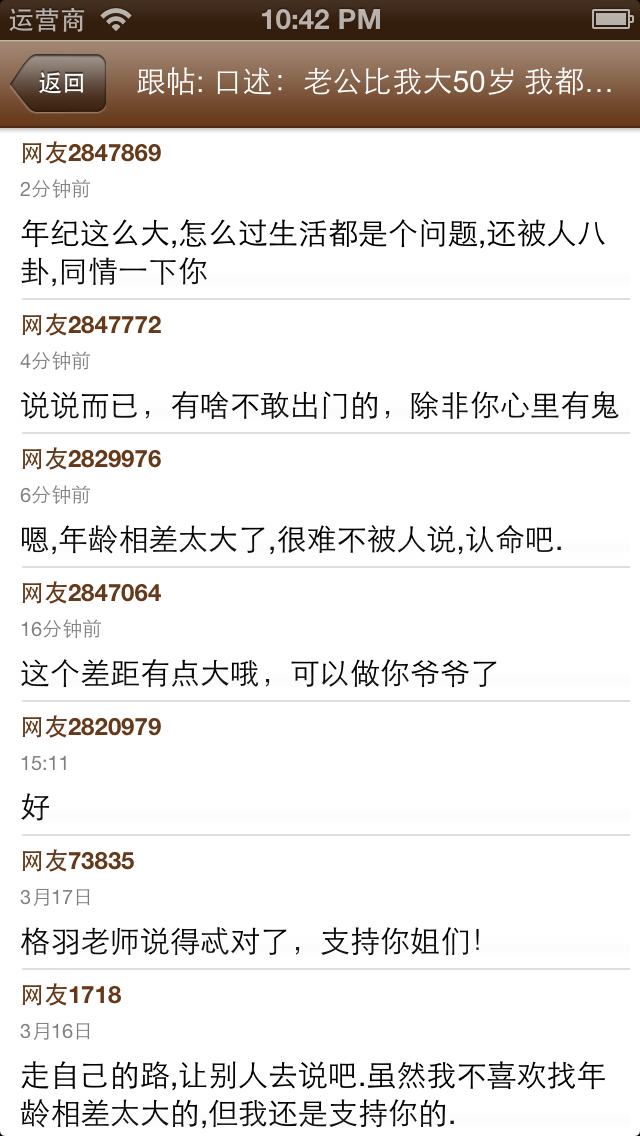 运营商 10:42 PM
返回 跟帖: 口述：老公比我大50岁 我都...
网友2847869
2分钟前
年纪这么大,怎么过生活都是个问题,还被人八
卦,同情一下你
网友2847772
4分钟前
说说而已，有啥不敢出门的，除非你心里有鬼
网友2829976
6分钟前
嗯,年龄相差太大了,很难不被人说,认命吧.
网友2847064
16分钟前
这个差距有点大哦，可以做你爷爷了
网友2820979
15:11
好
网友73835
3月17日
格羽老师说得忒对了，支持你姐们！
网友1718
3月16日
走自己的路,让别人去说吧.虽然我不喜欢找年
龄相差太大的,但我还是支持你的.